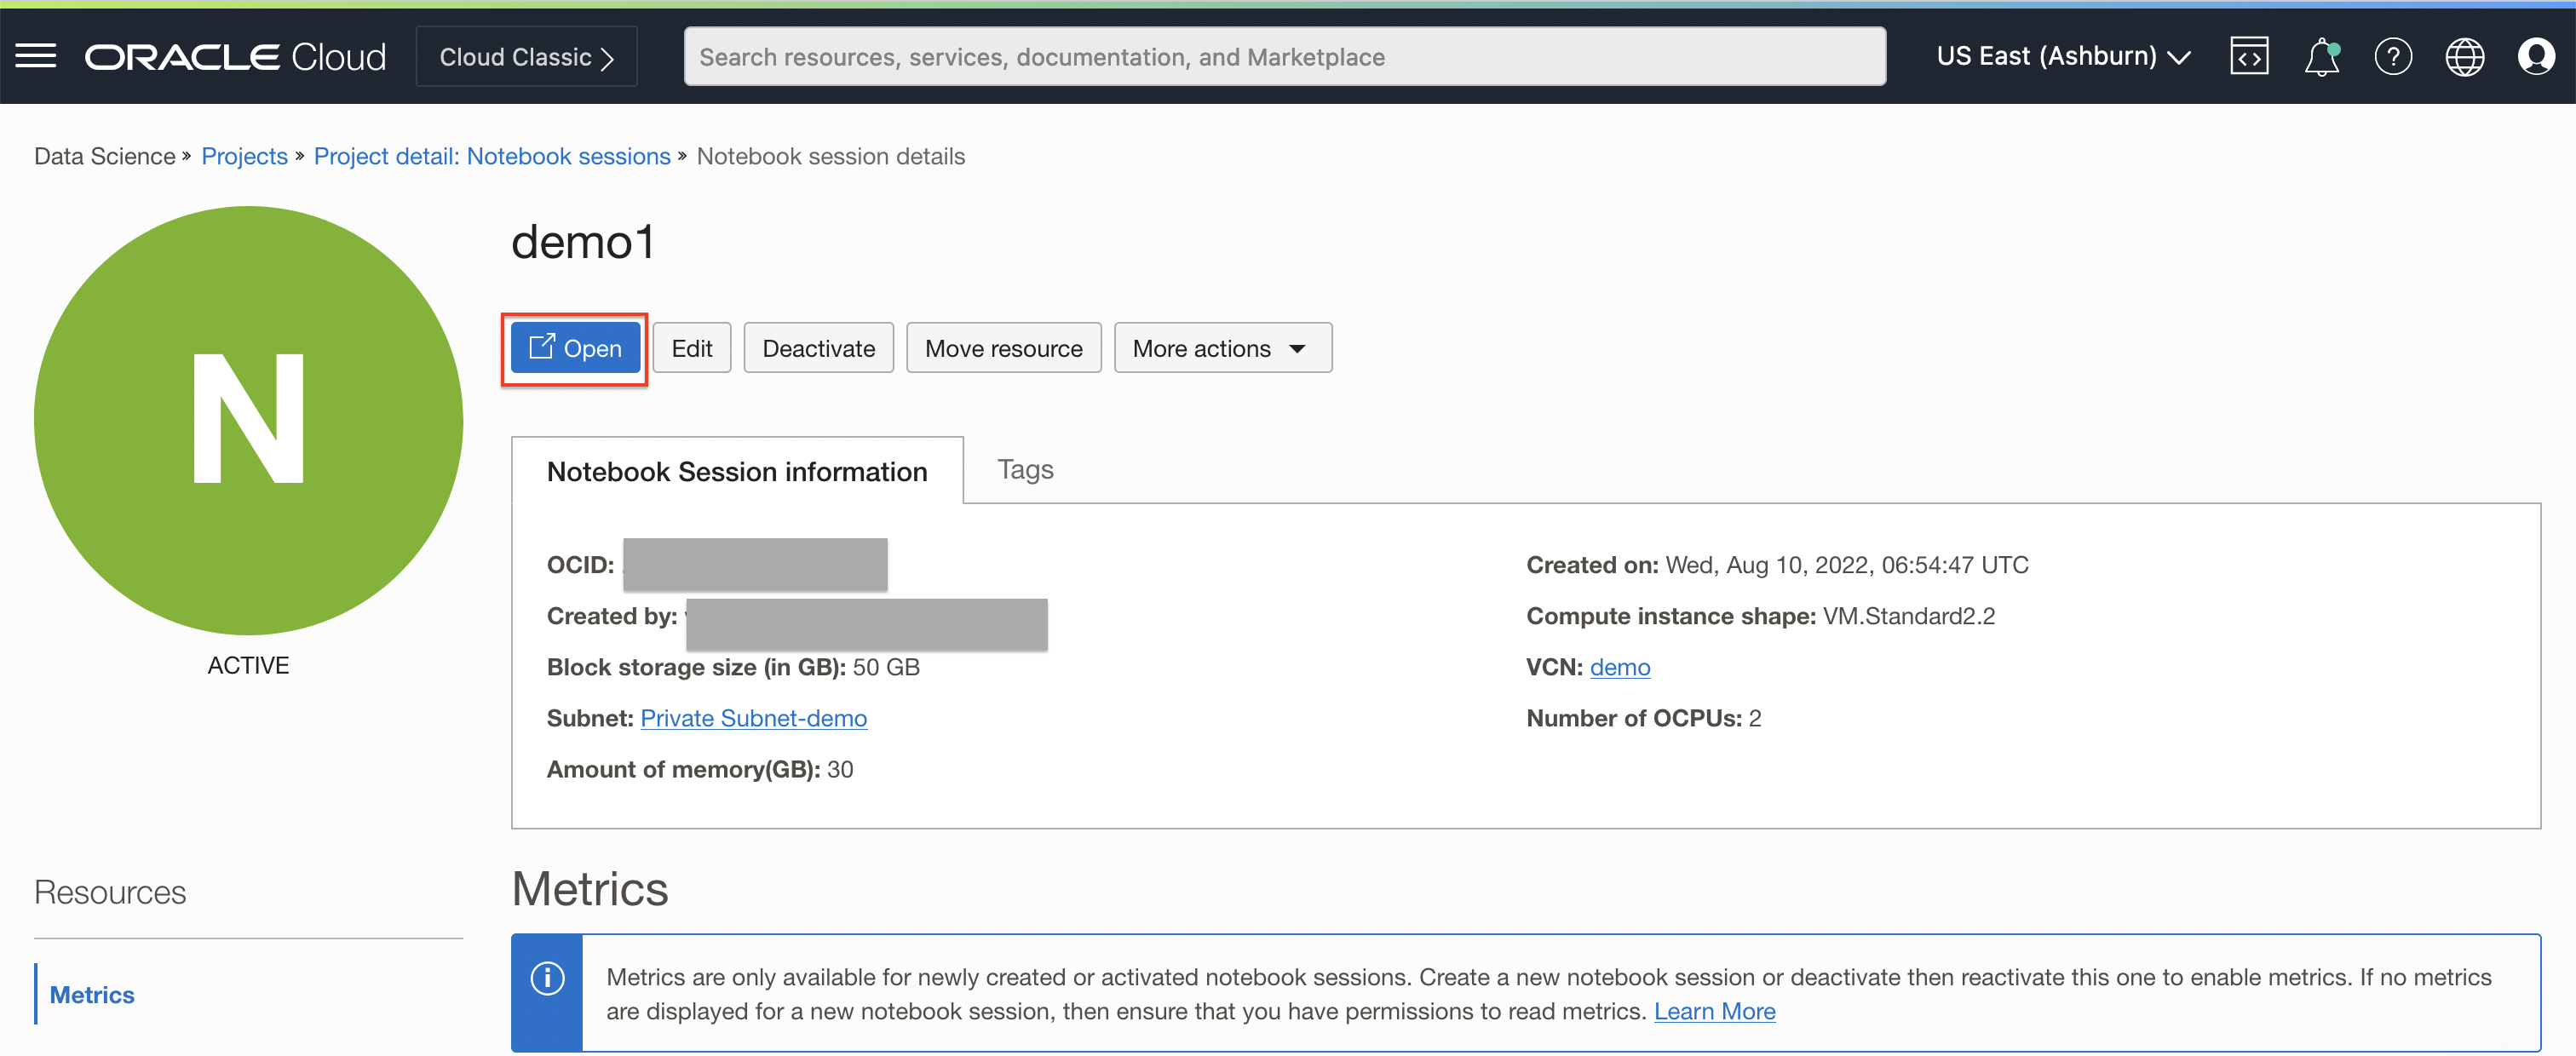 ORACLE Cloud
Cloud Classic
Search resources, services, documentation, and Marketplace
US East (Ashburn)
Data Science » Projects » Project detail: Notebook sessions » Notebook session details
N
ACTIVE
demo1
Open
Edit
Deactivate
Move resource
More actions
Notebook Session information
Tags
OCID:
Created by:
Block storage size (in GB): 50 GB
Subnet: Private Subnet-demo
Amount of memory(GB): 30
Created on: Wed, Aug 10, 2022, 06:54:47 UTC
Compute instance shape: VM.Standard2.2
VCN: demo
Number of OCPUs: 2
Resources
Metrics
Metrics
Metrics are only available for newly created or activated notebook sessions. Create a new notebook session or deactivate then reactivate this one to enable metrics. If no metrics
are displayed for a new notebook session, then ensure that you have permissions to read metrics. Learn More